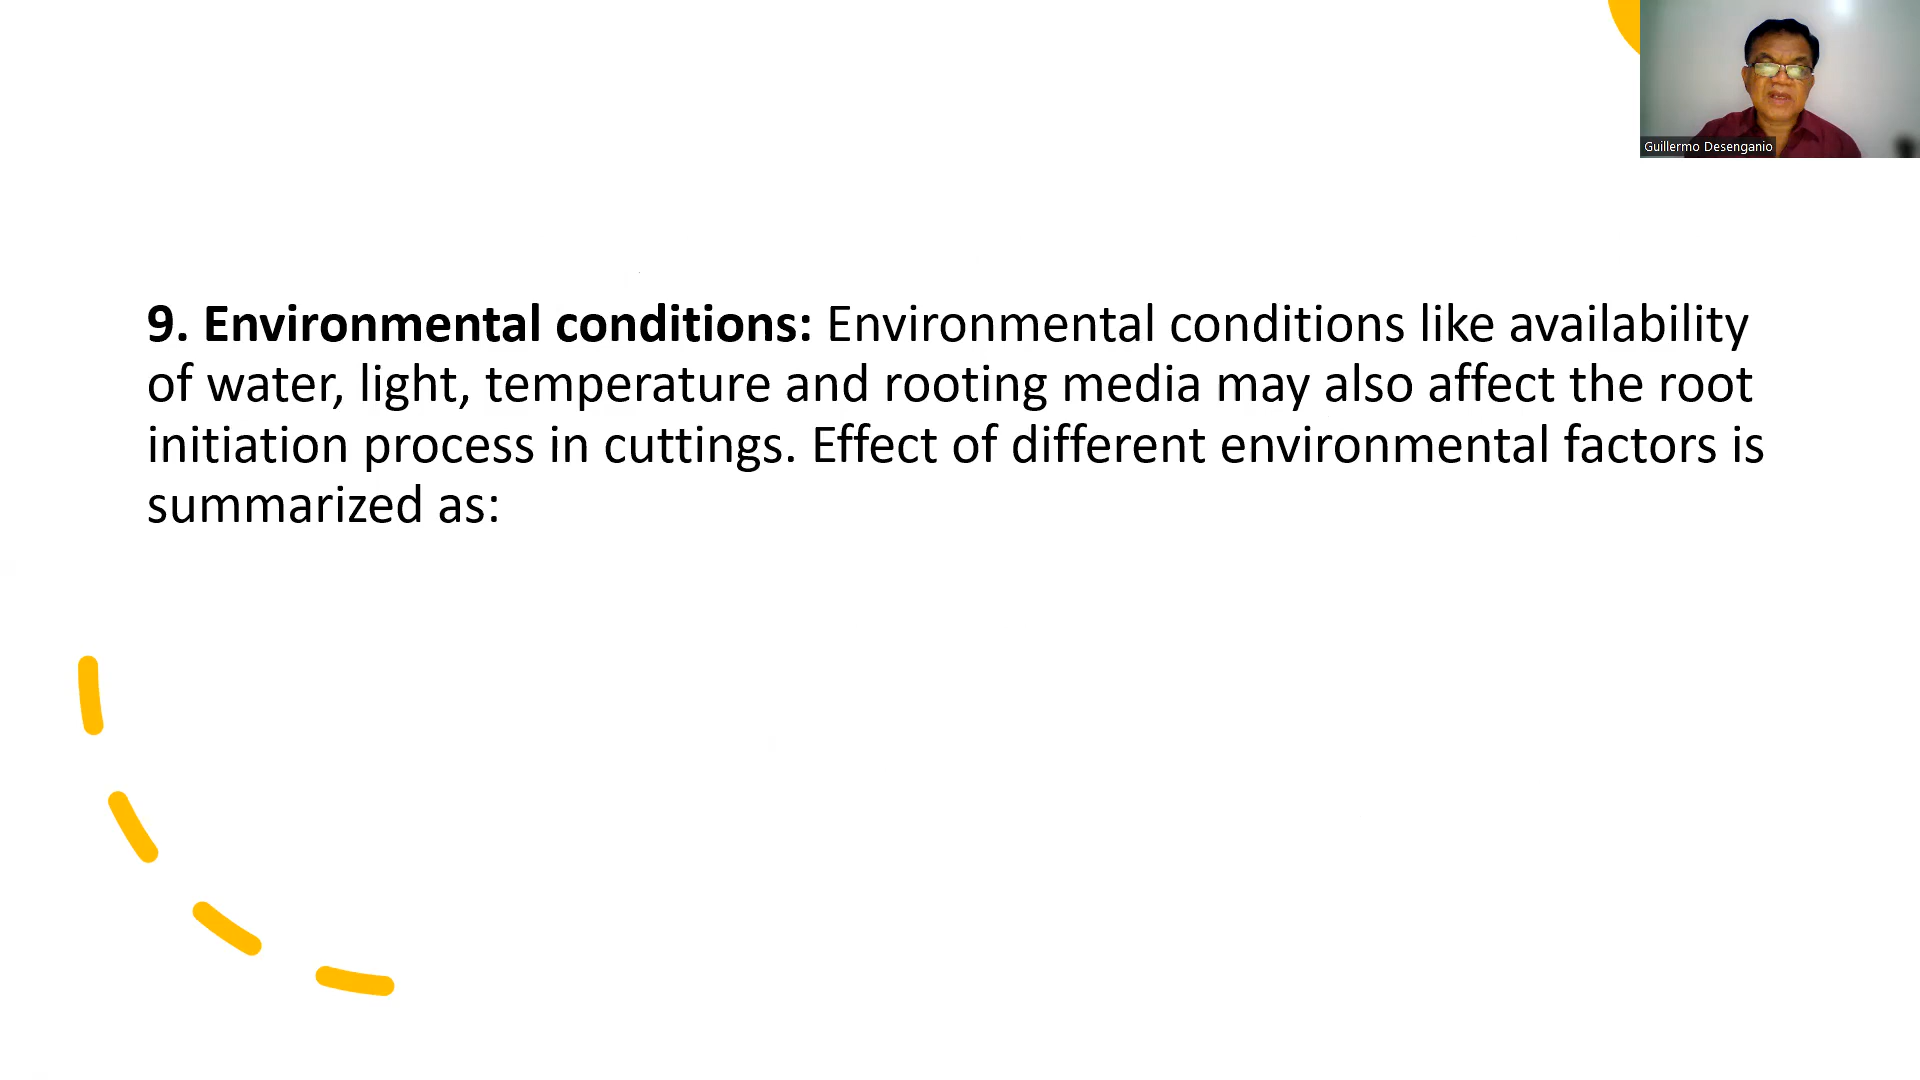 Guillermo Desenganio
9. Environmental conditions: Environmental conditions like availability
of water, light, temperature and rooting media may also affect the root
initiation process in cuttings. Effect of different environmental factors is
summarized as: